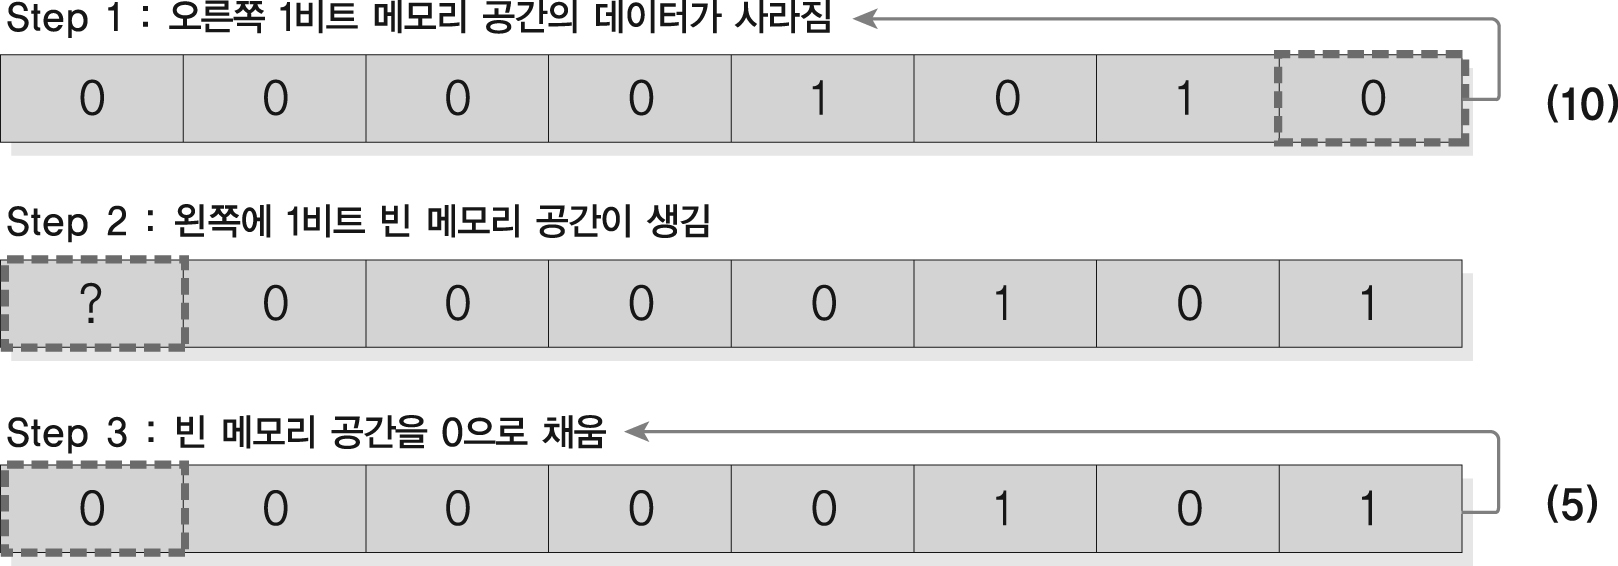 Step 1 : 오른쪽 1비트 메모리 공간의 데이터가 사라짐
0 0 0 0 1 0 1 0 (10)
Step 2 : 왼쪽에 1비트 빈 메모리 공간이 생김
? 0 0 0 0 1 0 1
Step 3 : 빈 메모리 공간을 0으로 채움
0 0 0 0 0 1 0 1 (5)